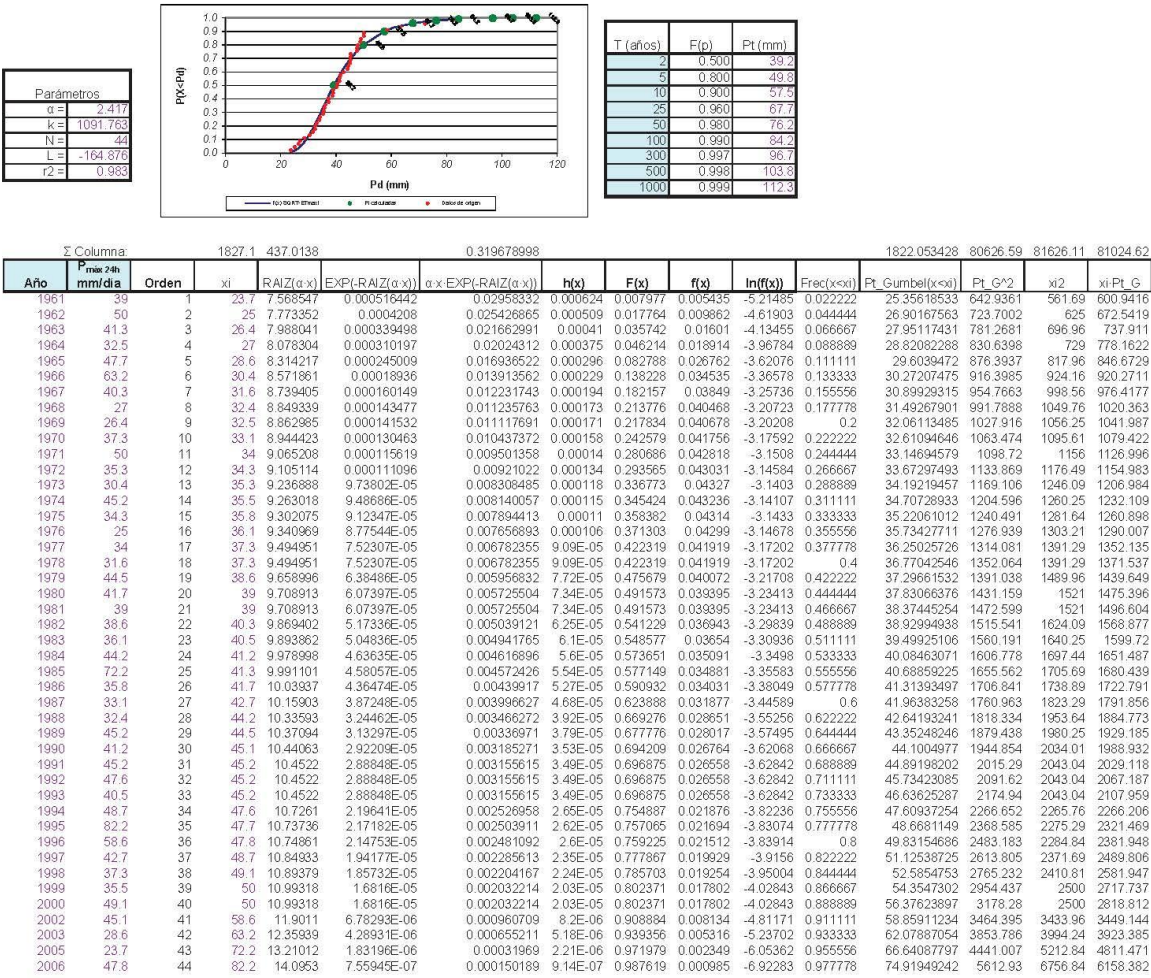 Parámetros
α = 2.417
k = 1091.763
N = 44
L = -164.876
r2 = 0.983
1.0
0.9
0.8
0.7
0.6
0.5
0.4
0.3
0.2
0.1
0.0
P(X<Pd)
0 20 40 60 80 100 120
Pd (mm)
Datos de origen
T (años) F(p) Pt (mm)
2 0.500 39.2
5 0.800 49.8
10 0.900 57.5
25 0.960 67.7
50 0.980 76.2
100 0.990 84.2
300 0.997 96.7
500 0.998 103.8
1000 0.999 112.3
Σ Columna: 1827.1 437.0138 0.319678998 1822.053428 80626.59 81626.11 81024.62
Año P máx 24h mm/dia Orden xi RAIZ(α·x) EXP(-RAIZ(α·x)) α·x·EXP(-RAIZ(α·x) h(x) F(x) f(x) ln(f(x)) Frec(x<xi) Pt_Gumbel(x<xi) Pt_G^2 xi2 xi·Pt_G
1961 39 1 23.7 7.568547 0.000516442 0.02958332 0.000624 0.007977 0.005435 -5.21485 0.022222 25.35618533 642.9361 561.69 600.9416
1962 50 2 25 7.773352 0.0004208 0.025426865 0.000509 0.017764 0.009862 -4.61903 0.044444 26.90167563 723.7002 625 672.5419
1963 41.3 3 26.4 7.988041 0.000339498 0.021662991 0.00041 0.035742 0.01601 -4.13455 0.066667 27.95117431 781.2681 696.96 737.911
1964 32.5 4 27 8.078304 0.000310197 0.02024312 0.000375 0.046214 0.018914 -3.96784 0.088889 28.82082288 830.6398 729 778.1622
1965 47.7 5 28.6 8.314217 0.000245009 0.016936522 0.000296 0.082788 0.026762 -3.62076 0.111111 29.6039472 876.3937 817.96 846.6729
1966 63.2 6 30.4 8.571861 0.00018936 0.013913562 0.000229 0.138228 0.034535 -3.36578 0.133333 30.27207475 916.3985 924.16 920.2711
1967 40.3 7 31.6 8.739405 0.000160149 0.012231743 0.000194 0.182157 0.03849 -3.25736 0.155556 30.89929315 954.7663 998.56 976.4177
1968 27 8 32.4 8.849339 0.000143477 0.011235763 0.000173 0.213776 0.040468 -3.20723 0.177778 31.49267901 991.7888 1049.76 1020.363
1969 26.4 9 32.5 8.862985 0.000141532 0.011117691 0.000171 0.217834 0.040678 -3.20208 0.2 32.06113485 1027.916 1056.25 1041.987
1970 37.3 10 33.1 8.944423 0.000130463 0.010437372 0.000158 0.242579 0.041756 -3.17592 0.222222 32.61094646 1063.474 1095.61 1079.422
1971 50 11 34 9.065208 0.000115619 0.009501358 0.00014 0.280686 0.042818 -3.1508 0.244444 33.14694579 1098.72 1156 1126.996
1972 35.3 12 34.3 9.105114 0.000111096 0.00921022 0.000134 0.293565 0.043031 -3.14584 0.266667 33.67297493 1133.869 1176.49 1154.983
1973 30.4 13 35.3 9.236888 9.73802E-05 0.008308485 0.000118 0.336773 0.04327 -3.1403 0.288889 34.19219457 1169.106 1246.09 1206.984
1974 45.2 14 35.5 9.263018 9.48686E-05 0.008140057 0.000115 0.345424 0.043236 -3.14107 0.311111 34.70728933 1204.596 1260.25 1232.109
1975 34.3 15 35.8 9.302075 9.12347E-05 0.007894413 0.00011 0.358382 0.04314 -3.1433 0.333333 35.22061012 1240.491 1281.64 1260.898
1976 25 16 36.1 9.340969 8.77544E-05 0.007656893 0.000106 0.371303 0.04299 -3.14678 0.355556 35.73427711 1276.939 1303.21 1290.007
1977 34 17 37.3 9.494951 7.52307E-05 0.006782355 9.09E-05 0.422319 0.041919 -3.17202 0.377778 36.25025726 1314.081 1391.29 1352.135
1978 31.6 18 37.3 9.494951 7.52307E-05 0.006782355 9.09E-05 0.422319 0.041919 -3.17202 0.4 36.77042546 1352.064 1391.29 1371.537
1979 44.5 19 38.6 9.658996 6.38486E-05 0.005956832 7.72E-05 0.475679 0.040072 -3.21708 0.422222 37.29661532 1391.038 1489.96 1439.649
1980 41.7 20 39 9.708913 6.07397E-05 0.005725504 7.34E-05 0.491573 0.039395 -3.23413 0.444444 37.83066376 1431.159 1521 1475.396
1981 39 21 39 9.708913 6.07397E-05 0.005725504 7.34E-05 0.491573 0.039395 -3.23413 0.466667 38.37445254 1472.599 1521 1496.604
1982 38.6 22 40.3 9.869402 5.17336E-05 0.005039121 6.25E-05 0.541229 0.036943 -3.29839 0.488889 38.92994938 1515.541 1624.09 1568.877
1983 36.1 23 40.5 9.893862 5.04836E-05 0.004941765 6.1E-05 0.548577 0.03654 -3.30936 0.511111 39.49925106 1560.191 1640.25 1599.72
1984 44.2 24 41.2 9.978998 4.63635E-05 0.004616896 5.6E-05 0.573651 0.035091 -3.3498 0.533333 40.08463071 1606.778 1697.44 1651.487
1985 72.2 25 41.3 9.991101 4.58057E-05 0.004572426 5.54E-05 0.577149 0.034881 -3.35583 0.555556 40.68859225 1655.562 1705.69 1680.439
1986 35.8 26 41.7 10.03937 4.36474E-05 0.00439917 5.27E-05 0.590932 0.034031 -3.38049 0.577778 41.31393497 1706.841 1738.89 1722.791
1987 33.1 27 42.7 10.15903 3.87248E-05 0.003996627 4.68E-05 0.623888 0.031877 -3.44589 0.6 41.96383258 1760.963 1823.29 1791.856
1988 32.4 28 44.2 10.33593 3.24462E-05 0.003466272 3.92E-05 0.669276 0.028651 -3.55256 0.622222 42.64193241 1818.334 1953.64 1884.773
1989 45.2 29 44.5 10.37094 3.13297E-05 0.00336971 3.79E-05 0.677776 0.028017 -3.57495 0.644444 43.35248246 1879.438 1980.25 1929.185
1990 41.2 30 45.1 10.44063 2.92209E-05 0.003185271 3.53E-05 0.694209 0.026764 -3.62068 0.666667 44.1004977 1944.854 2034.01 1988.932
1991 45.2 31 45.2 10.4522 2.88848E-05 0.003155615 3.49E-05 0.696875 0.026558 -3.62842 0.688889 44.89198202 2015.29 2043.04 2029.118
1992 47.6 32 45.2 10.4522 2.88848E-05 0.003155615 3.49E-05 0.696875 0.026558 -3.62842 0.711111 45.73423085 2091.62 2043.04 2067.187
1993 40.5 33 45.2 10.4522 2.88848E-05 0.003155615 3.49E-05 0.696875 0.026558 -3.62842 0.733333 46.63625287 2174.94 2043.04 2107.959
1994 48.7 34 47.6 10.7261 2.19641E-05 0.002526958 2.65E-05 0.754887 0.021876 -3.82236 0.755556 47.60937254 2266.652 2265.76 2266.206
1995 82.2 35 47.7 10.73736 2.17182E-05 0.002503911 2.62E-05 0.757065 0.021694 -3.83074 0.777778 48.6681149 2368.585 2275.29 2321.469
1996 58.6 36 47.8 10.74861 2.14753E-05 0.002481092 2.6E-05 0.759225 0.021512 -3.83914 0.8 49.83154656 2483.183 2284.84 2381.948
1997 42.7 37 48.7 10.84933 1.94177E-05 0.002285613 2.35E-05 0.777867 0.019929 -3.9156 0.822222 51.12538725 2613.805 2371.69 2489.806
1998 37.3 38 49.1 10.89379 1.85732E-05 0.002204167 2.24E-05 0.785703 0.019254 -3.95004 0.844444 52.5854753 2765.232 2410.81 2581.947
1999 35.5 39 50 10.99318 1.6816E-05 0.002032214 2.03E-05 0.802371 0.017802 -4.02843 0.866667 54.3547302 2954.437 2500 2717.737
2000 49.1 40 50 10.99318 1.6816E-05 0.002032214 2.03E-05 0.802371 0.017802 -4.02843 0.888889 56.37623897 3178.28 2500 2818.812
2002 45.1 41 58.6 11.9011 6.78293E-06 0.000960709 8.2E-06 0.908884 0.008134 -4.81171 0.911111 58.85911234 3464.395 3433.96 3449.144
2003 28.6 42 63.2 12.35939 4.28931E-06 0.000655211 5.18E-06 0.939356 0.005316 -5.23702 0.933333 62.07887054 3853.786 3994.24 3923.385
2005 23.7 43 72.2 13.21012 1.83196E-06 0.00031969 2.21E-06 0.971979 0.002349 -6.05362 0.955556 66.64087797 4441.007 5212.84 4811.471
2006 47.8 44 82.2 14.0953 7.55945E-07 0.000150189 9.14E-07 0.987619 0.000985 -6.92283 0.977778 74.91949242 5612.93 6756.84 6158.382